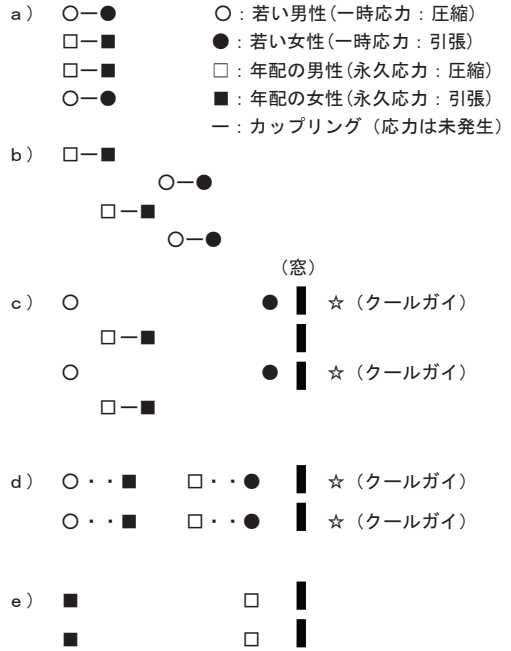 a） ○－● ○：若い男性(一時応力：圧縮)
□－■ ●：若い女性(一時応力：引張)
□－■ □：年配の男性(永久応力：圧縮)
○－● ■：年配の女性(永久応力：引張)
－：カップリング（応力は未発生）
b） □－■
○－●
□－■
○－●
（窓）
c） ○ ● ☆（クールガイ）
□－■
○ ● ☆（クールガイ）
□－■
d） ○・・■ □・・● ☆（クールガイ）
○・・■ □・・● ☆（クールガイ）
e） ■ □
■ □